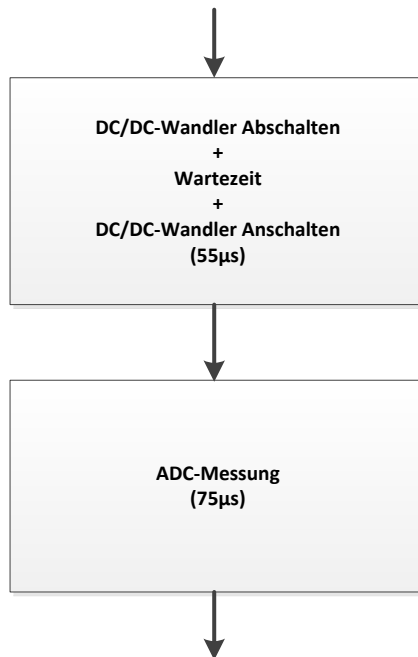 DC/DC-Wandler Abschalten
+
Wartezeit
+
DC/DC-Wandler Anschalten
(55µs)
ADC-Messung
(75µs)